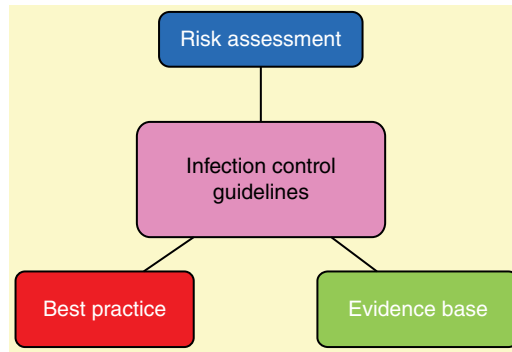 Risk assessment
Infection control
guidelines
Best practice
Evidence base